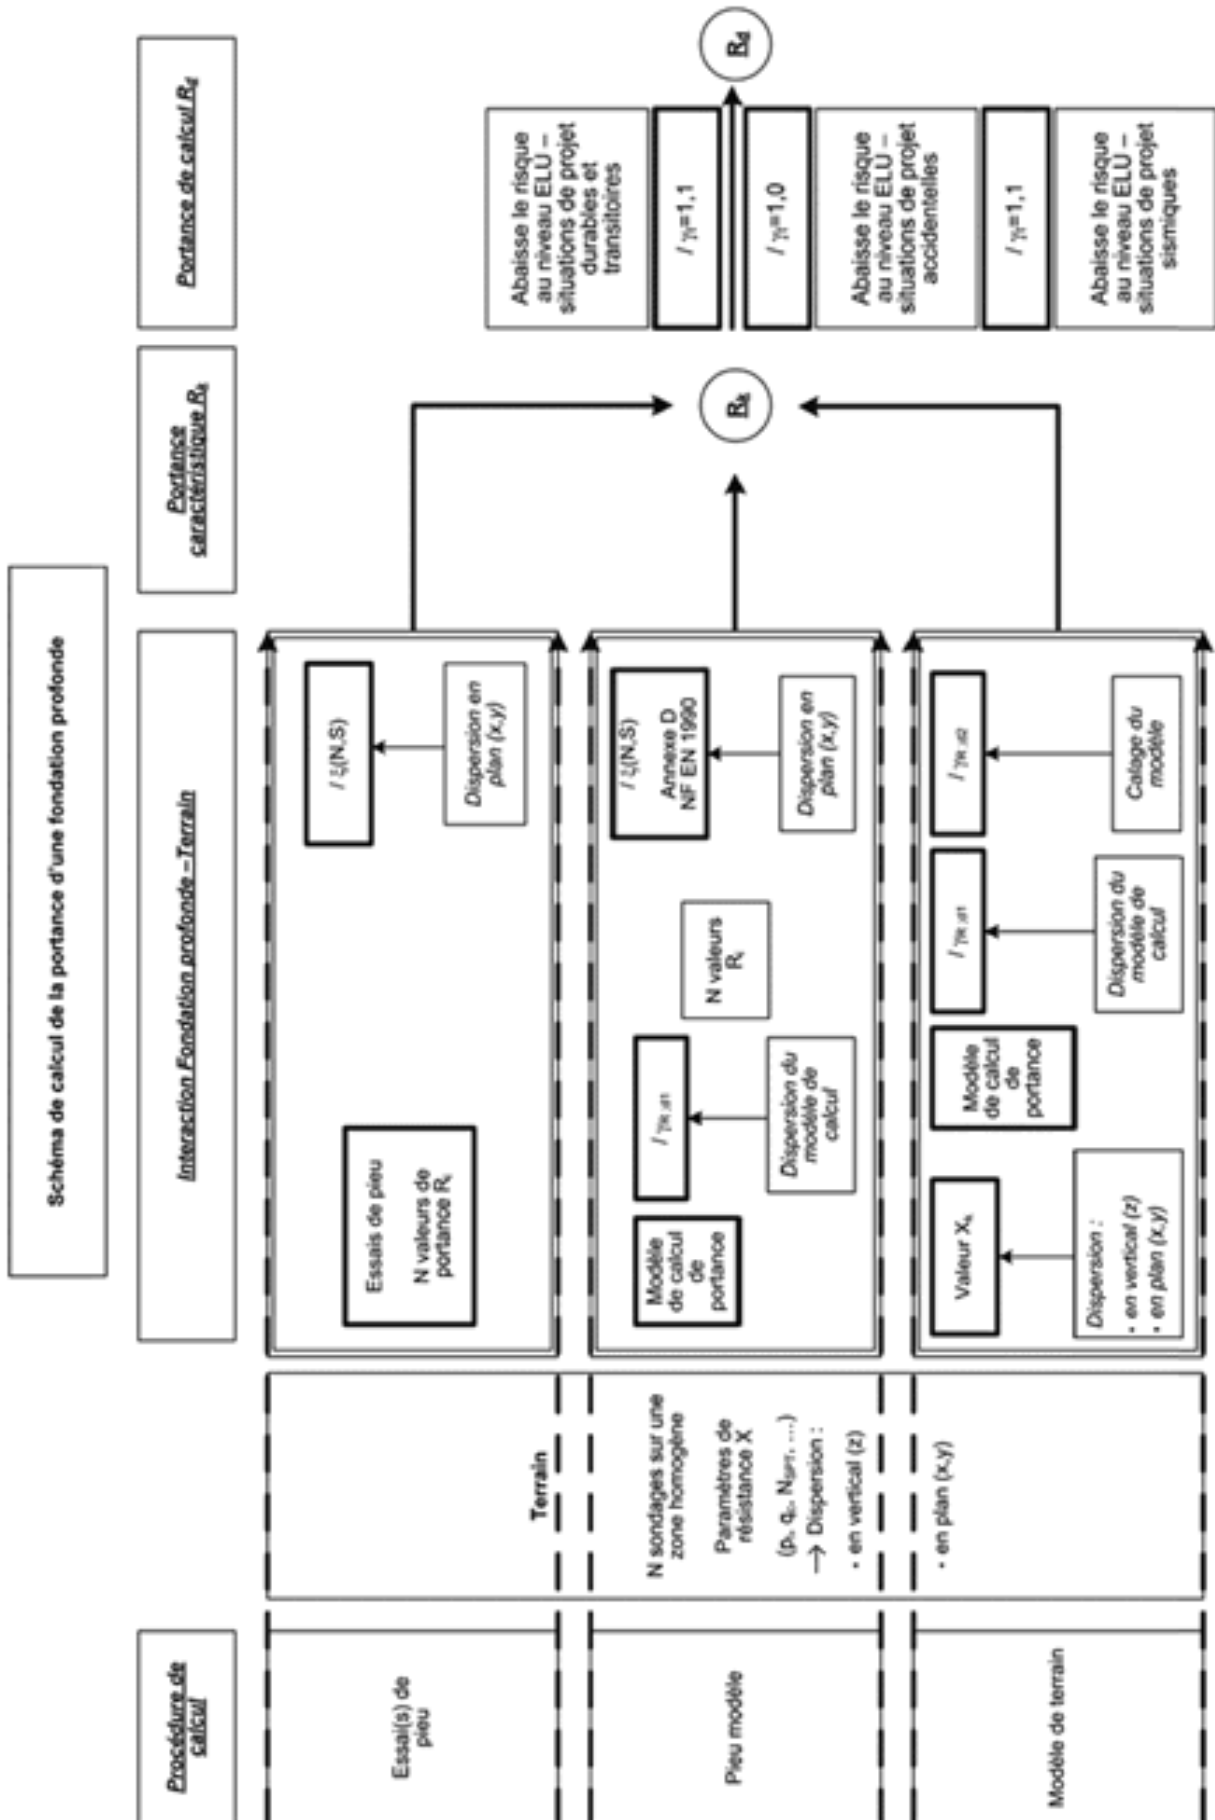 Schéma de calcul de la portance d'une fondation profonde
Procédure de
calcul
Interaction Fondation profonde –Terrain
Portance
caractéristique Rk
Portance de calcul Rd
Essai(s) de
pieu
Terrain
Essais de pieu
N valeurs de
portance Ri
/ ξ(N,S)
Dispersion en
plan (x,y)
Pieu modèle
N sondages sur une
zone homogène
Paramètres de
résistance X
(pl, qc, NSPT, …)
→ Dispersion :
• en vertical (z)
• en plan (x,y)
Modèle
de calcul
de
portance
/ γR;d1
Dispersion du
modèle de
calcul
N valeurs
Ri
/ ξ(N,S)
Annexe D
NF EN 1990
Dispersion en
plan (x,y)
Modèle de terrain
Valeur Xk
Dispersion :
• en vertical (z)
• en plan (x,y)
Modèle
de calcul
de
portance
/ γR;d1
Dispersion du
modèle de
calcul
/ γR;d2
Calage du
modèle
Rk
Abaisse le risque
au niveau ELU –
situations de projet
durables et
transitoires
/ γt=1,1
/ γt=1,0
Abaisse le risque
au niveau ELU –
situations de projet
accidentelles
/ γt=1,1
Abaisse le risque
au niveau ELU –
situations de projet
sismiques
Rd